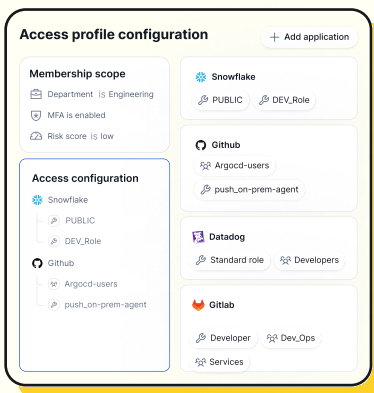 Access profile configuration
Add application
Membership scope
Department is Engineering
MFA is enabled
Risk score is low
Access configuration
Snowflake
PUBLIC
DEV_Role
Github
Argocd-users
push_on-prem-agent
Snowflake
PUBLIC DEV_Role
Github
Argocd-users
push_on-prem-agent
Datadog
Standard role Developers
Gitlab
Developer Dev_Ops
Services